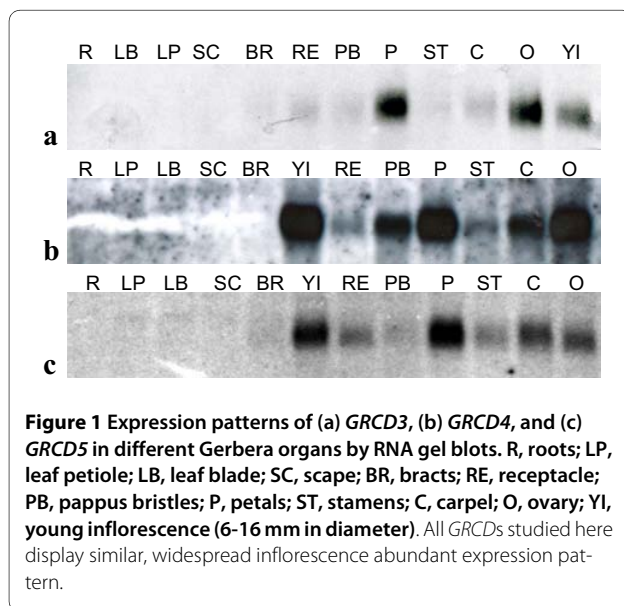 R LB LP SC BR RE PB P ST C O YI
a
R LP LB SC BR YI RE PB P ST C O
b
R LP LB SC BR YI RE PB P ST C O
c
Figure 1 Expression patterns of (a) GRCD3, (b) GRCD4, and (c)
GRCD5 in different Gerbera organs by RNA gel blots. R, roots; LP,
leaf petiole; LB, leaf blade; SC, scape; BR, bracts; RE, receptacle;
PB, pappus bristles; P, petals; ST, stamens; C, carpel; O, ovary; YI,
young inflorescence (6-16 mm in diameter). All GRCDs studied here
display similar, widespread inflorescence abundant expression pat-
tern.